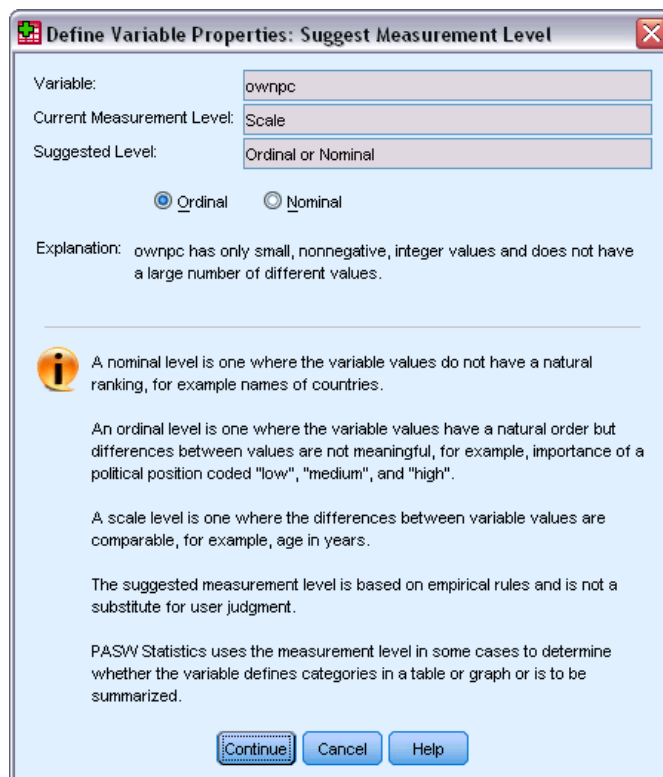 Define Variable Properties: Suggest Measurement Level
Variable: ownpc
Current Measurement Level: Scale
Suggested Level: Ordinal or Nominal
Ordinal Nominal
Explanation: ownpc has only small, nonnegative, integer values and does not have
a large number of different values.
A nominal level is one where the variable values do not have a natural
ranking, for example names of countries.
An ordinal level is one where the variable values have a natural order but
differences between values are not meaningful, for example, importance of a
political position coded "low", "medium", and "high".
A scale level is one where the differences between variable values are
comparable, for example, age in years.
The suggested measurement level is based on empirical rules and is not a
substitute for user judgment.
PASW Statistics uses the measurement level in some cases to determine
whether the variable defines categories in a table or graph or is to be
summarized.
Continue Cancel Help